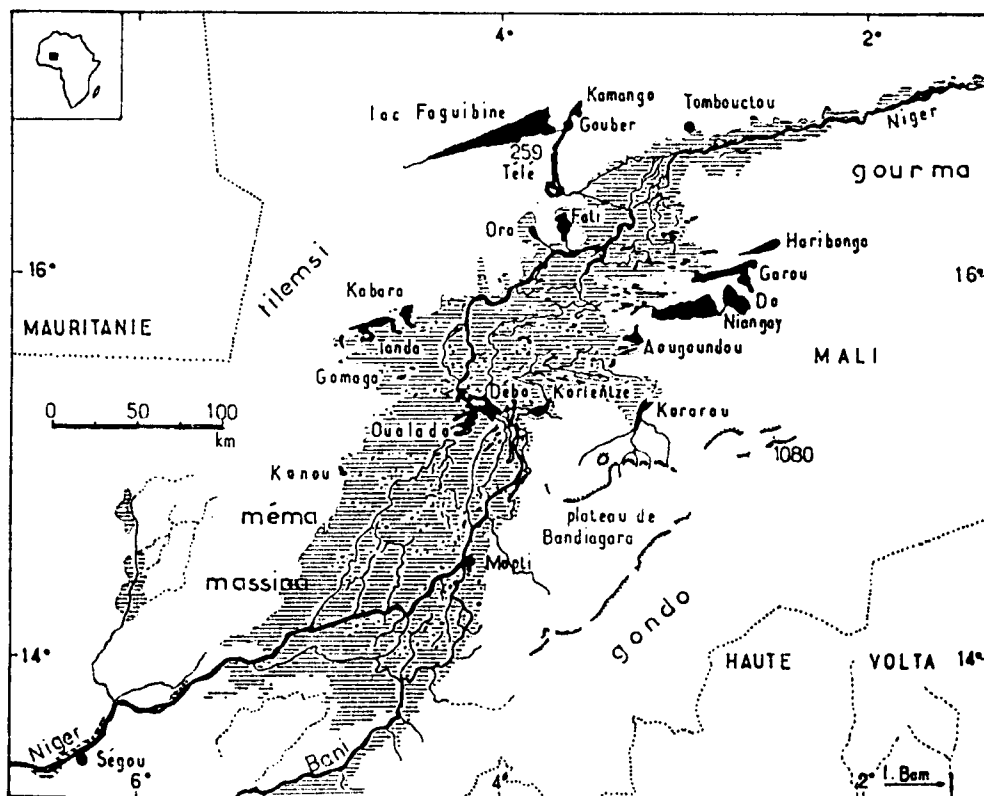 4°
2°
Kamango
lac Faguibine
Gouber
Tombouctou
Niger
259
Télé
gourma
Fati
Oro
Haribongo
Garou
16°
16°
tilemsi
Kabara
Do
Niangay
MAURITANIE
Tanda
Aougoundou
MALI
Gamaga
Débo
Korientzé
0 50 100
km
Kararou
Oualado
1080
Kanou
méma
plateau de
Bandiagara
Mopti
massina
gondo
14°
HAUTE VOLTA 14°
Niger
Ségou
Bani
6°
4°
2°
l. Bam